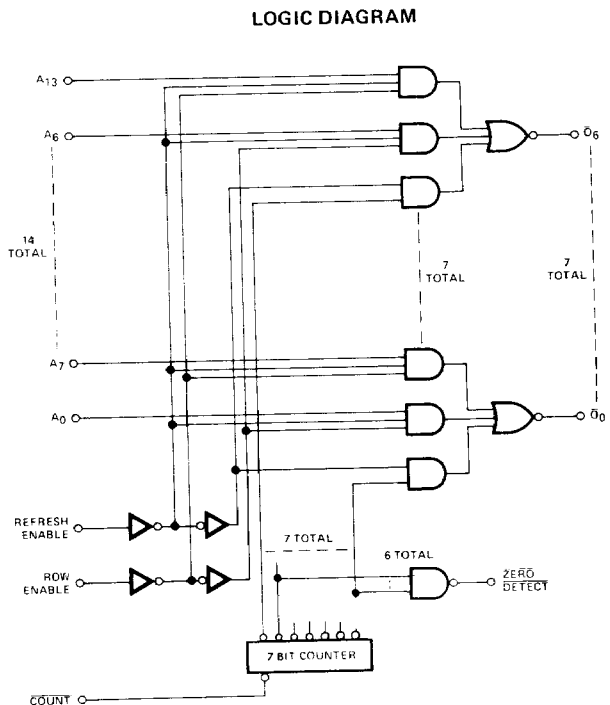 LOGIC DIAGRAM
A13
A6
Ō6
14
TOTAL
7
TOTAL
7
TOTAL
A7
A0
Ō0
REFRESH
ENABLE
7 TOTAL
6 TOTAL
ROW
ENABLE
ZERO
DETECT
7 BIT COUNTER
COUNT